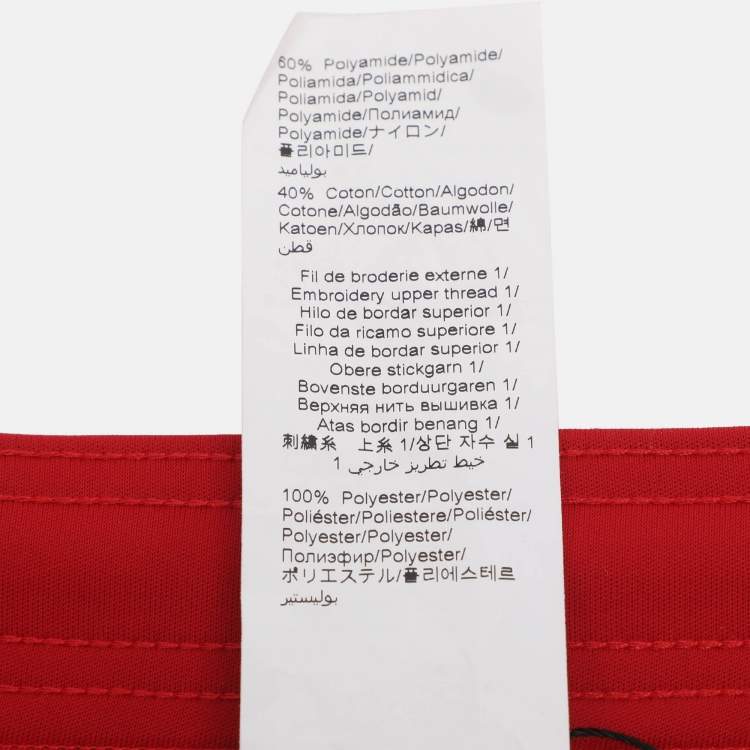 60% Polyamide/Polyamide/
Poliamida/Poliammidica/
Poliamida/Polyamid/
Polyamide/Полиамид/
Polyamide/ナイロン/
폴리아미드/
بولياميد
40% Coton/Cotton/Algodon/
Cotone/Algodão/Baumwolle/
Katoen/Хлопок/Kapas/綿/면
قطن
Fil de broderie externe 1/
Embroidery upper thread 1/
Hilo de bordar superior 1/
Filo da ricamo superiore 1/
Linha de bordar superior 1/
Obere stickgarn 1/
Bovenste borduurgaren 1/
Верхняя нить вышивка 1/
Atas bordir benang 1/
刺繍糸 上糸 1/상단 자수 실 1
خيط تطريز خارجي 1
100% Polyester/Polyester/
Poliéster/Poliestere/Poliéster/
Polyester/Polyester/
Полиэфир/Polyester/
ポリエステル/폴리에스테르
بوليستير